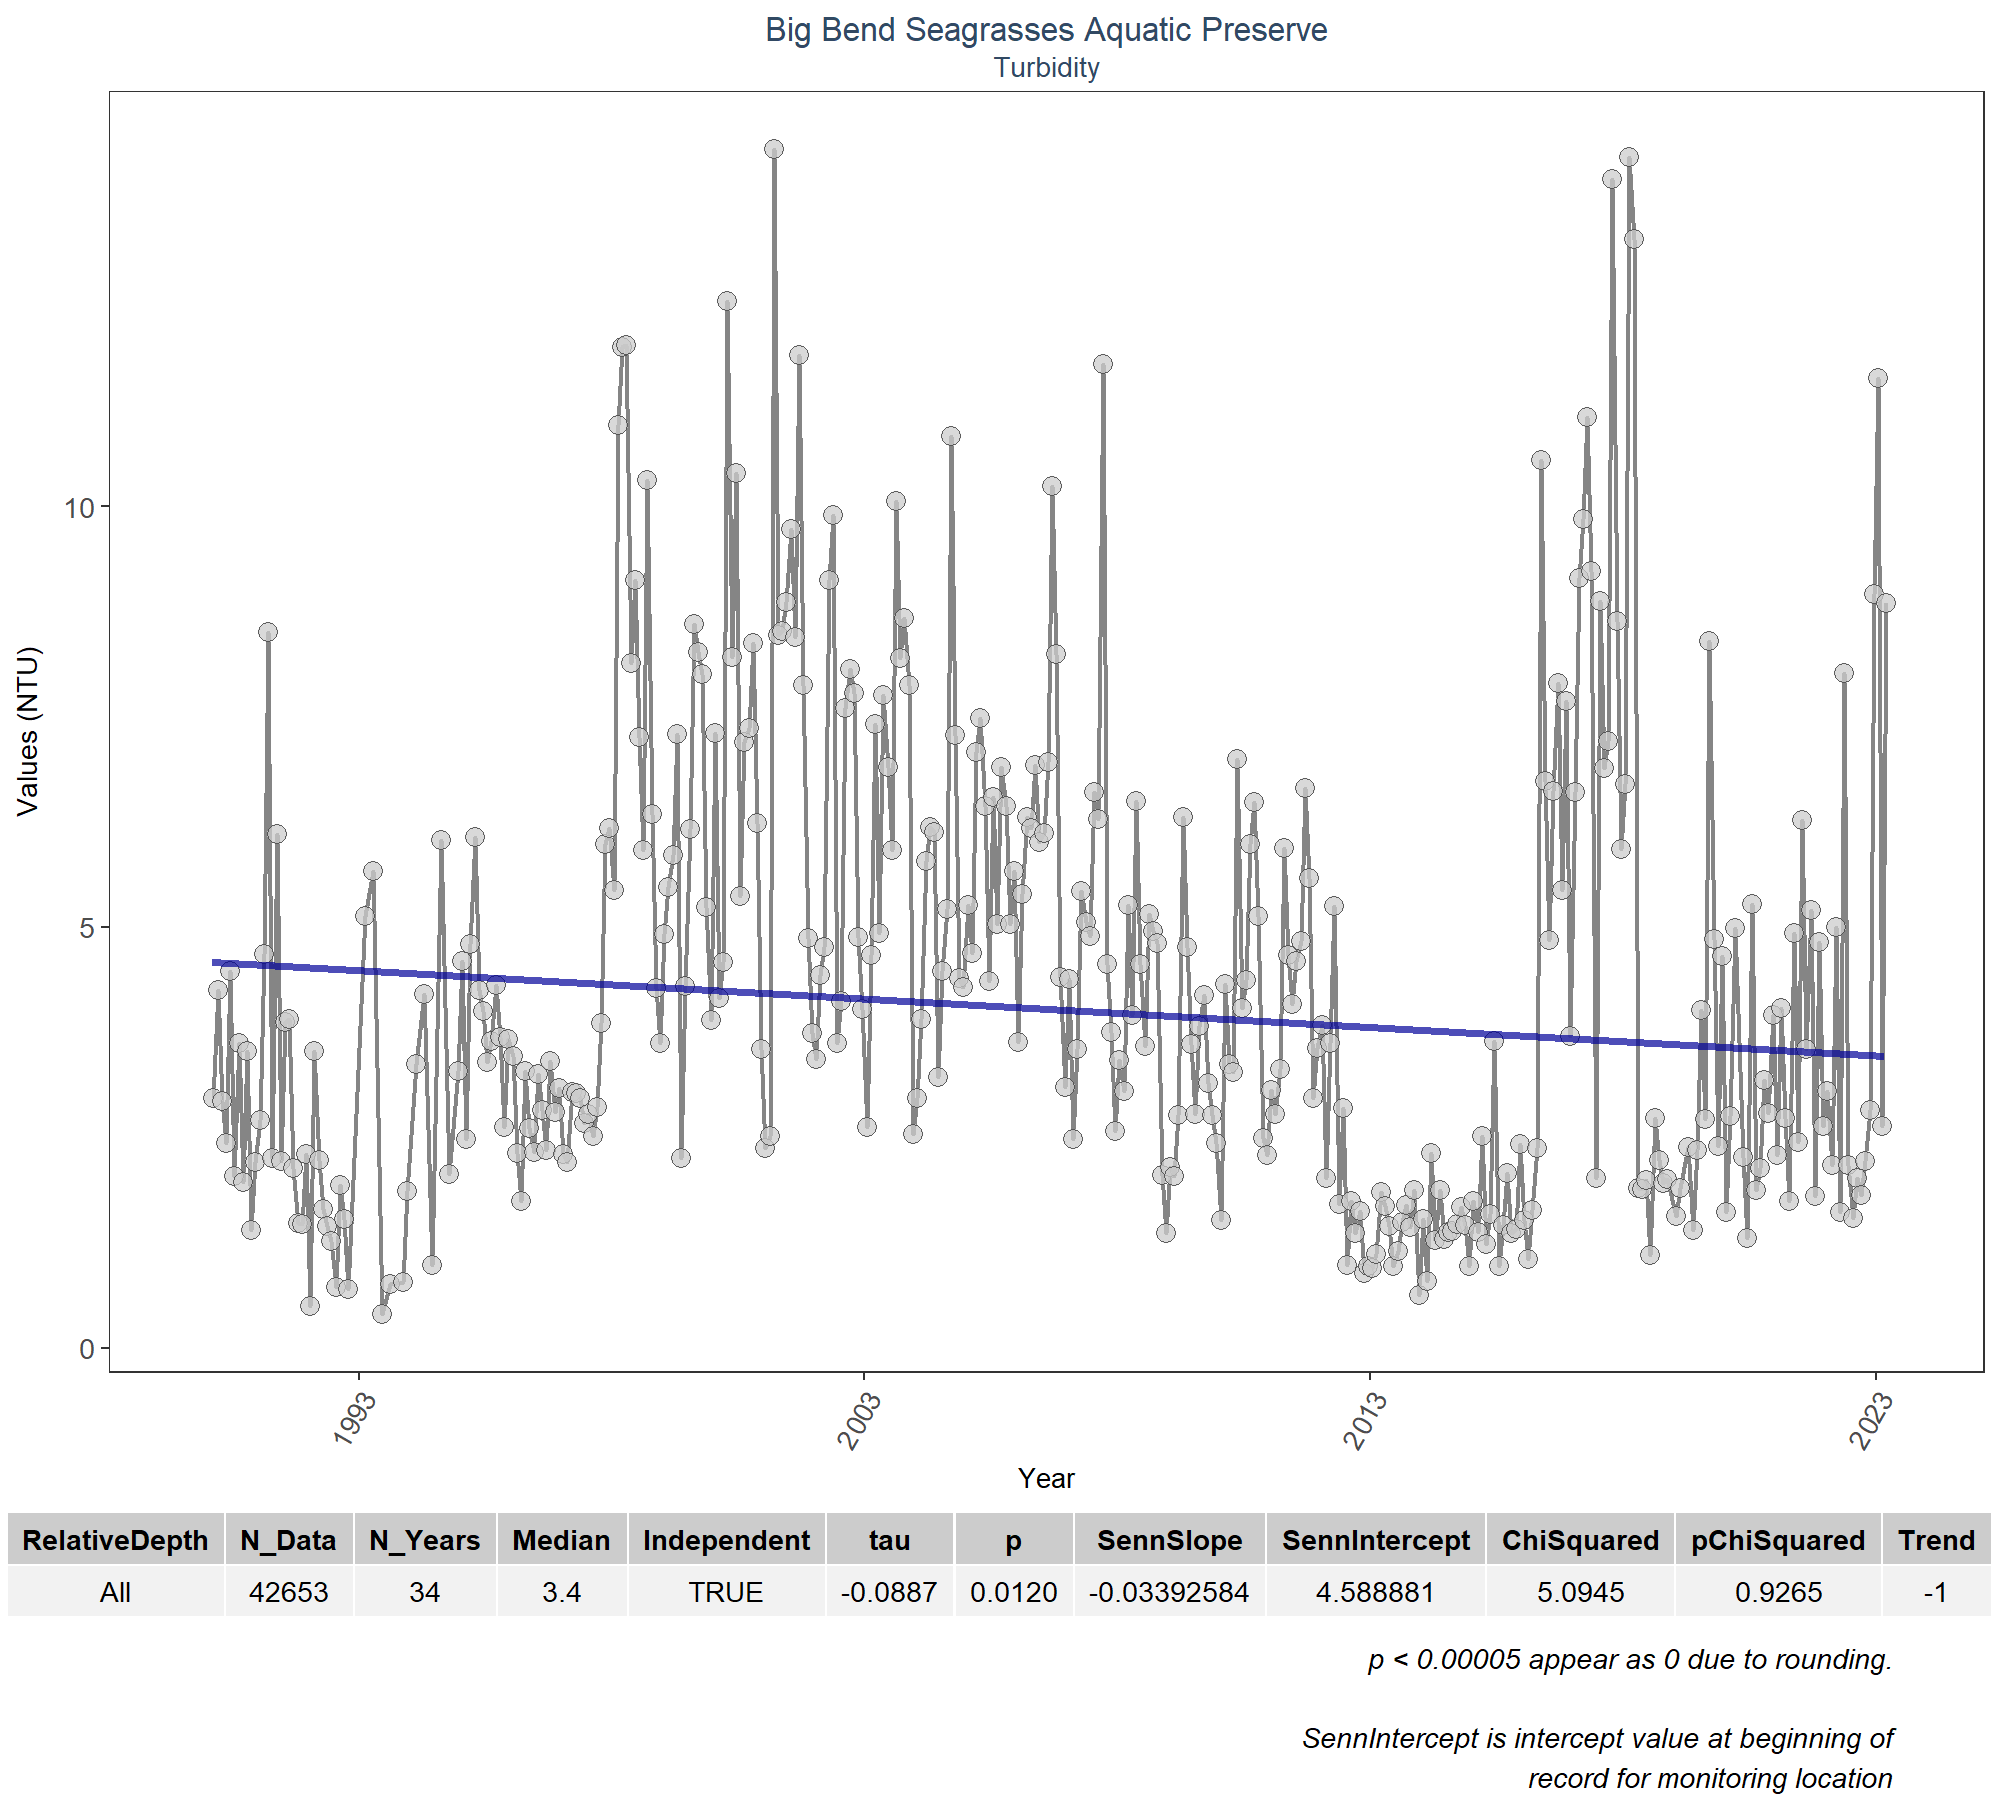 Big Bend Seagrasses Aquatic Preserve
Turbidity
Values (NTU)
10
5
0
1993 2003 2013 2023
Year
RelativeDepth N_Data N_Years Median Independent tau p SennSlope SennIntercept ChiSquared pChiSquared Trend
All 42653 34 3.4 TRUE -0.0887 0.0120 -0.03392584 4.588881 5.0945 0.9265 -1
p < 0.00005 appear as 0 due to rounding.
SennIntercept is intercept value at beginning of
record for monitoring location